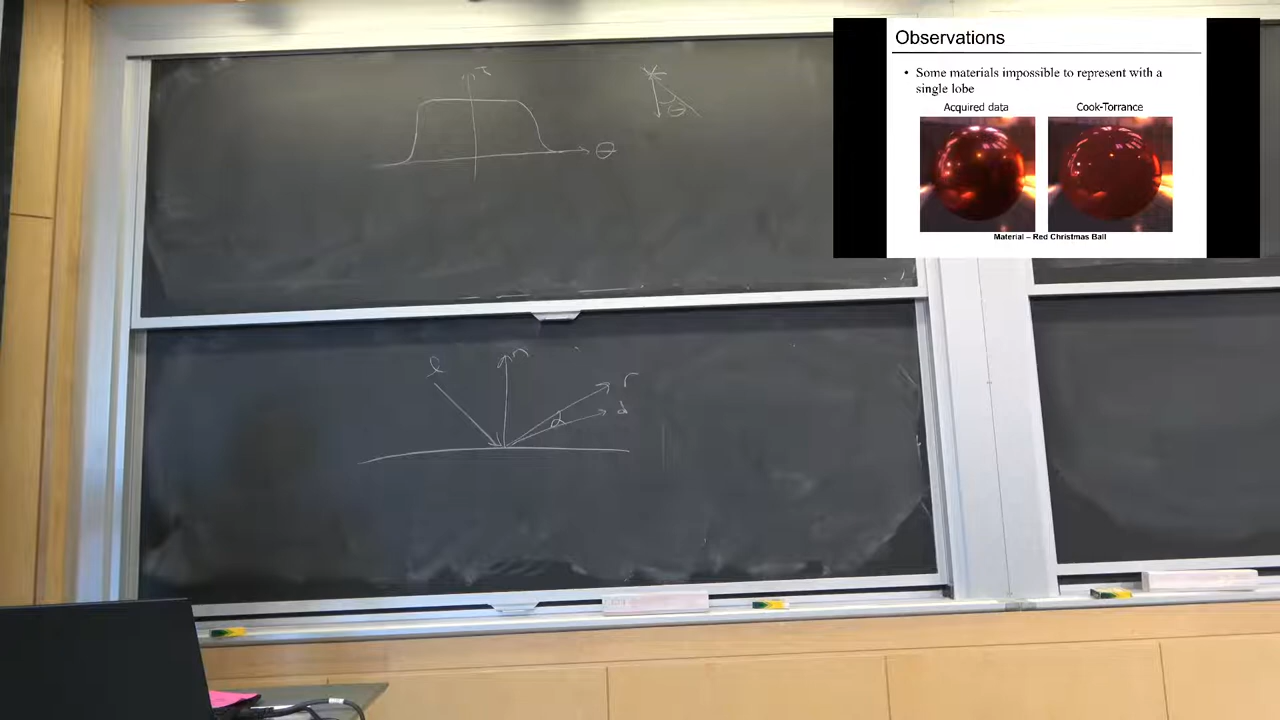 Observations
• Some materials impossible to represent with a
single lobe
Acquired data
Cook-Torrance
Material – Red Christmas Ball
I
θ
θ
l
n
r
α
d